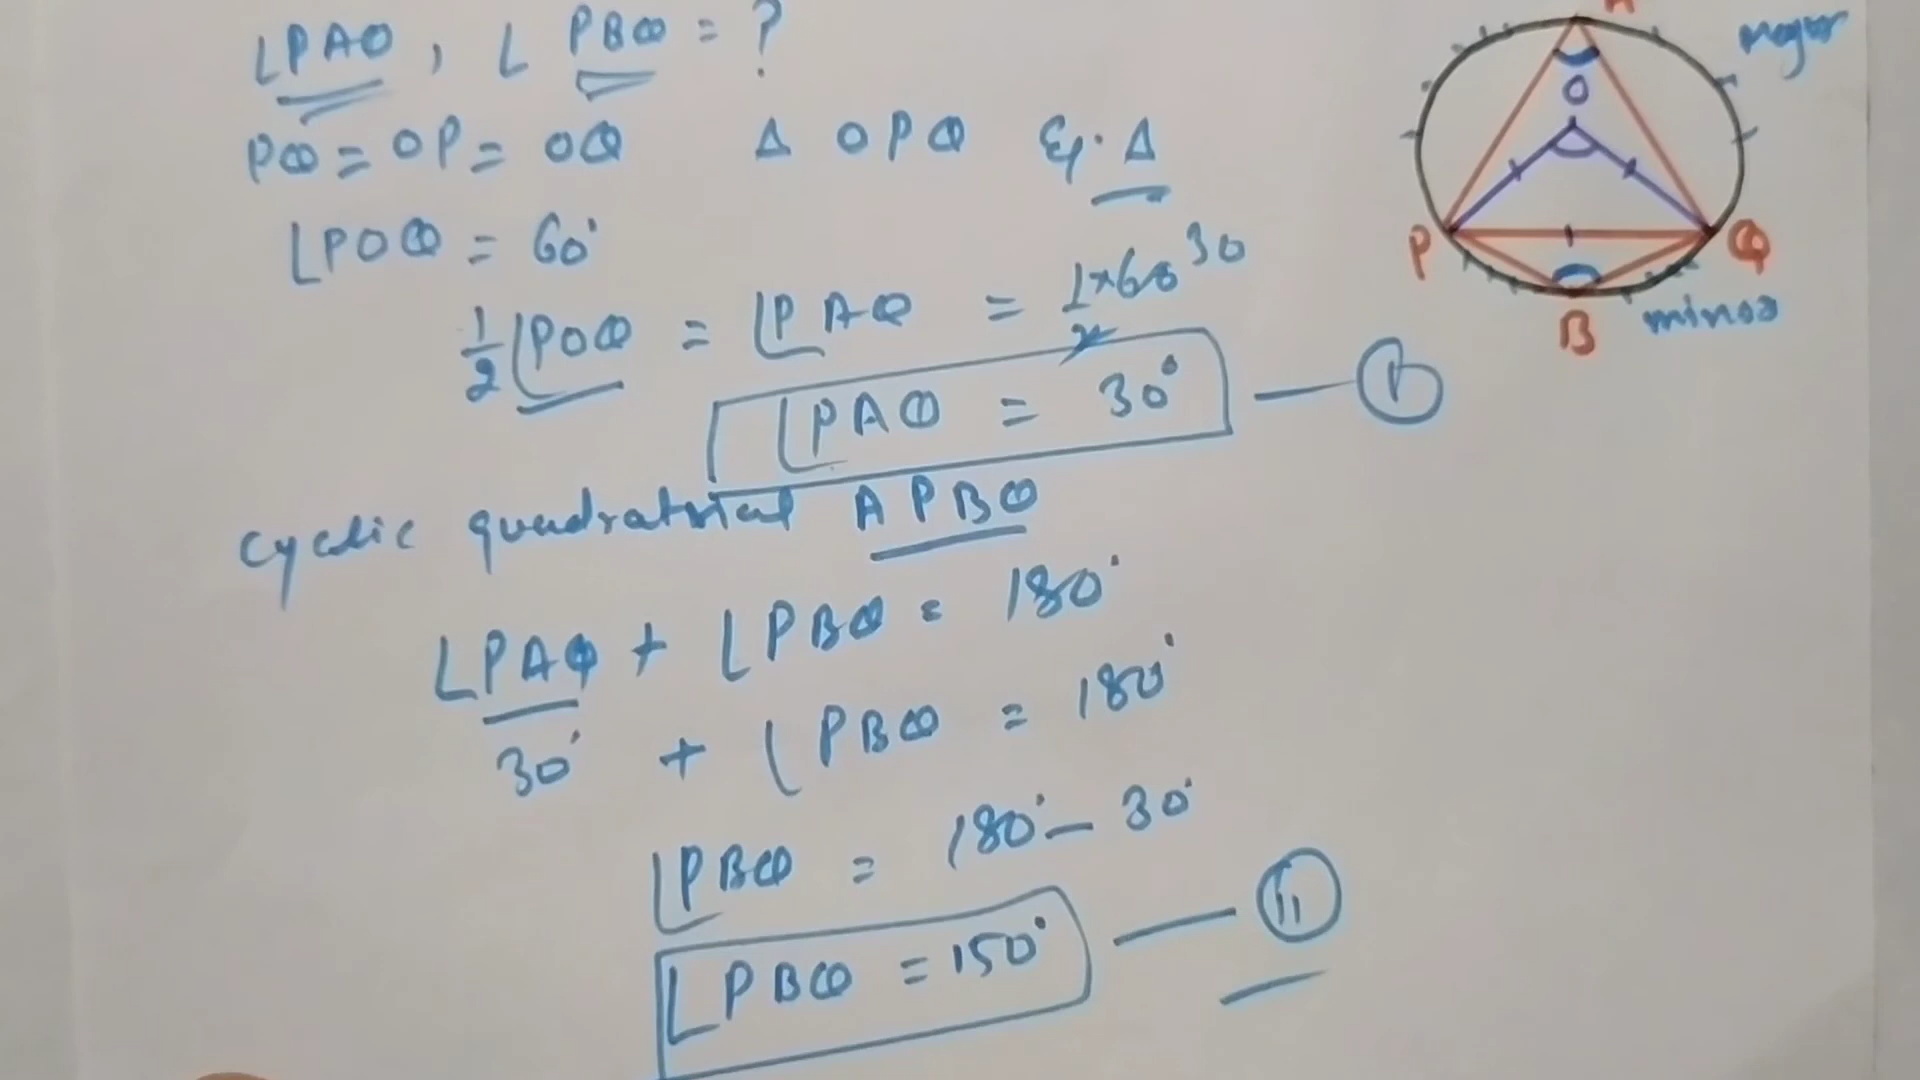 ∠PAQ, ∠PBQ = ?
PQ = OP = OQ Δ OPQ Eq. Δ
∠POQ = 60°
1/2 ∠POQ = ∠PAQ = 1/2 × 60 30
∠PAQ = 30° — I
cyclic quadratrial APBQ
∠PAQ + ∠PBQ = 180°
30° + ∠PBQ = 180°
∠PBQ = 180° - 30°
∠PBQ = 150° — II
A
major
O
P
Q
B
minor